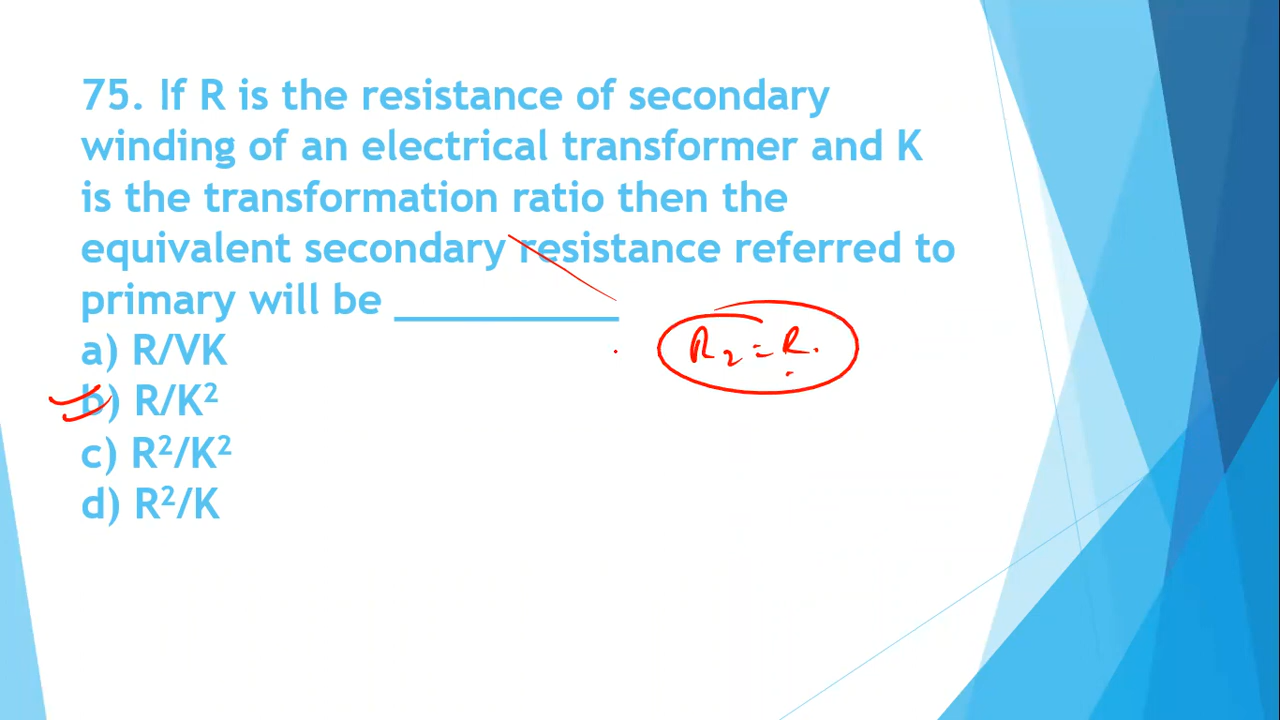 75. If R is the resistance of secondary
winding of an electrical transformer and K
is the transformation ratio then the
equivalent secondary resistance referred to
primary will be ___________
a) R/VK
b) R/K²
c) R²/K²
d) R²/K
R₂ = R.